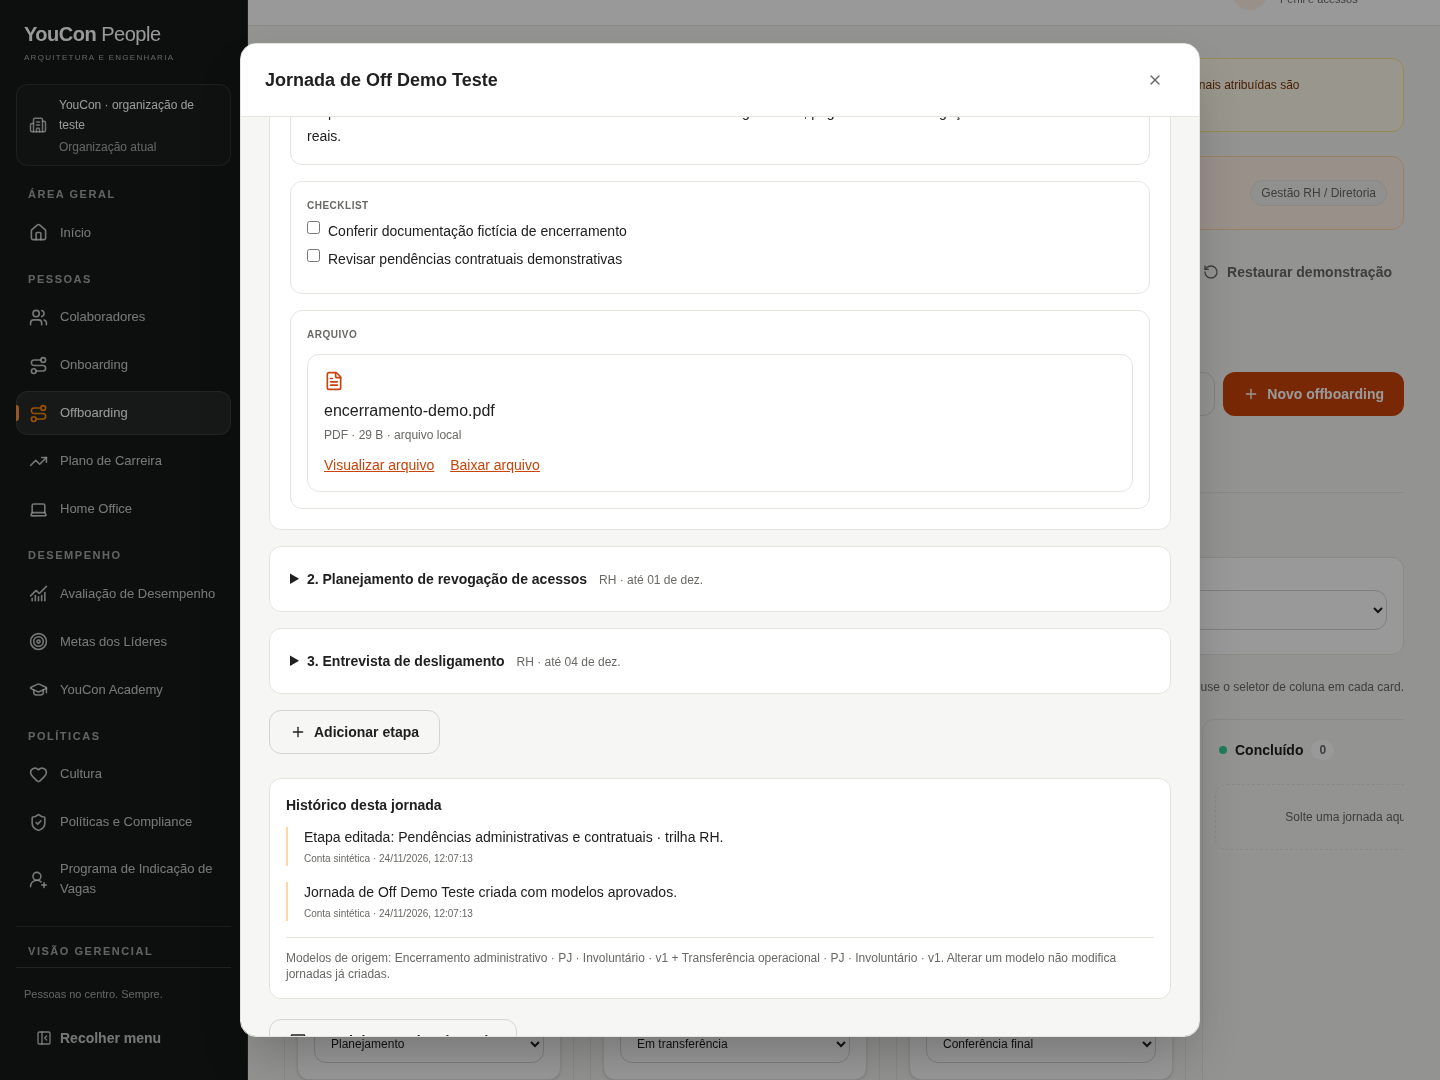 YouCon People
ARQUITETURA E ENGENHARIA
YouCon · organização de
teste
Organização atual
ÁREA GERAL
Início
PESSOAS
Colaboradores
Onboarding
Offboarding
Plano de Carreira
Home Office
DESEMPENHO
Avaliação de Desempenho
Metas dos Líderes
YouCon Academy
POLÍTICAS
Cultura
Políticas e Compliance
Programa de Indicação de
Vagas
VISÃO GERENCIAL
Pessoas no centro. Sempre.
Recolher menu
Jornada de Off Demo Teste
reais.
CHECKLIST
Conferir documentação fictícia de encerramento
Revisar pendências contratuais demonstrativas
ARQUIVO
encerramento-demo.pdf
PDF · 29 B · arquivo local
Visualizar arquivo Baixar arquivo
2. Planejamento de revogação de acessos RH · até 01 de dez.
3. Entrevista de desligamento RH · até 04 de dez.
Adicionar etapa
Histórico desta jornada
Etapa editada: Pendências administrativas e contratuais · trilha RH.
Conta sintética · 24/11/2026, 12:07:13
Jornada de Off Demo Teste criada com modelos aprovados.
Conta sintética · 24/11/2026, 12:07:13
Modelos de origem: Encerramento administrativo · PJ · Involuntário · v1 + Transferência operacional · PJ · Involuntário · v1. Alterar um modelo não modifica
jornadas já criadas.
mais atribuídas são
Gestão RH / Diretoria
Restaurar demonstração
Novo offboarding
use o seletor de coluna em cada card.
Concluído 0
Solte uma jornada aqu
Planejamento
Em transferência
Conferência final